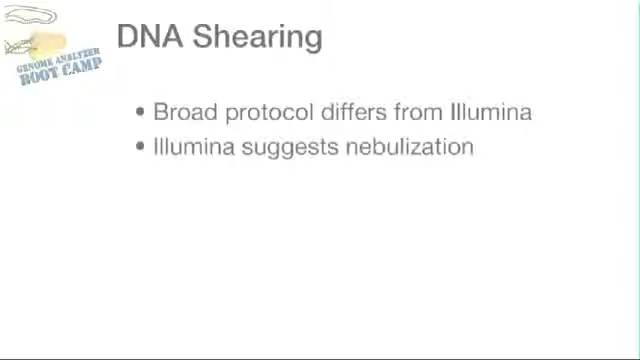 DNA Shearing
GENOME ANALYZER
BOOT CAMP
• Broad protocol differs from Illumina
• Illumina suggests nebulization